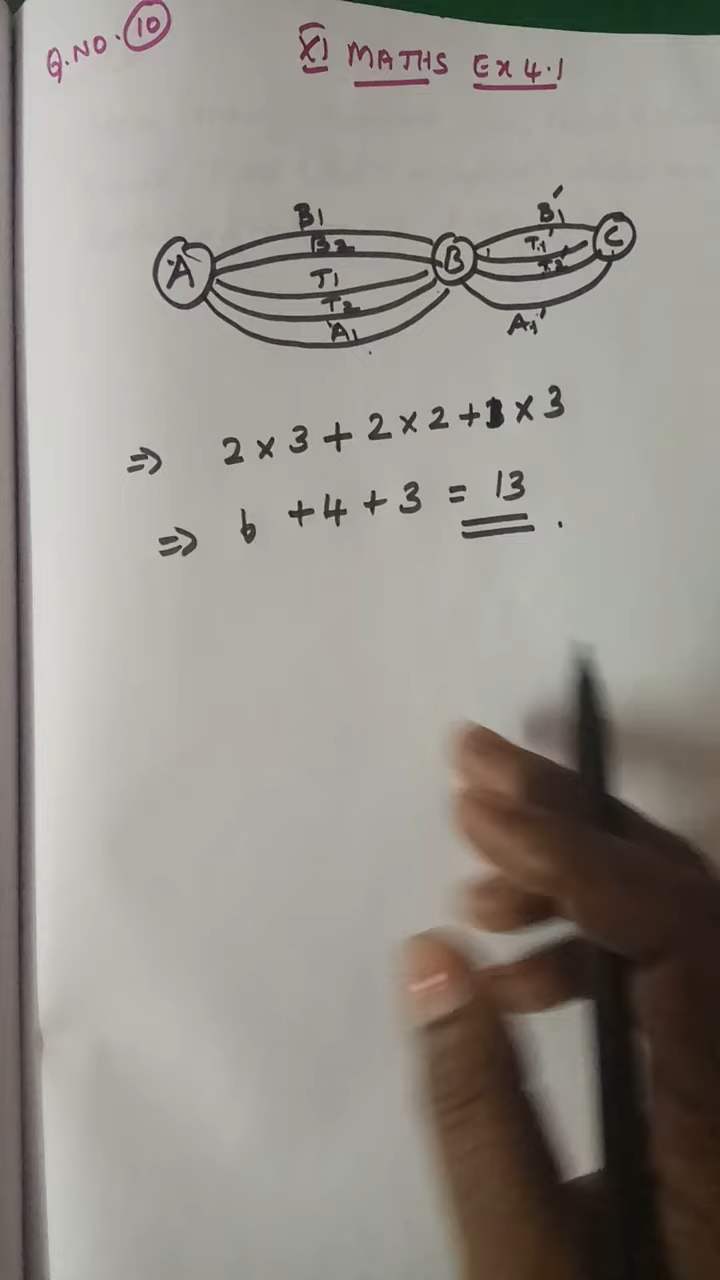 Q.NO. 10
XI MATHS Ex 4.1
B1 B1'
B2 T1'
A B C
T1 T2'
T2
A1 A1'
⇒ 2 × 3 + 2 × 2 + 1 × 3
⇒ 6 + 4 + 3 = 13.